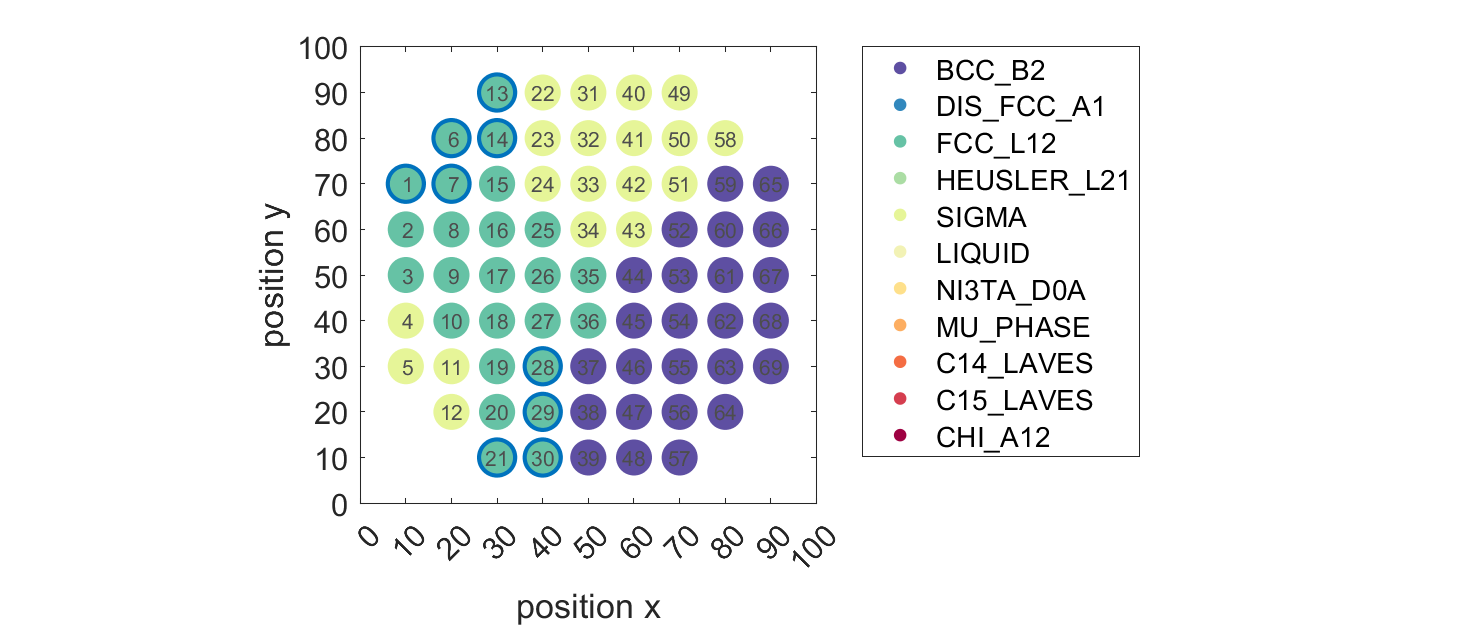 100
90
80
70
60
50
40
30
20
10
0
position y
13 22 31 40 49
6 14 23 32 41 50 58
1 7 15 24 33 42 51 59 65
2 8 16 25 34 43 52 60 66
3 9 17 26 35 44 53 61 67
4 10 18 27 36 45 54 62 68
5 11 19 28 37 46 55 63 69
12 20 29 38 47 56 64
21 30 39 48 57
0 10 20 30 40 50 60 70 80 90 100
position x
BCC_B2
DIS_FCC_A1
FCC_L12
HEUSLER_L21
SIGMA
LIQUID
NI3TA_D0A
MU_PHASE
C14_LAVES
C15_LAVES
CHI_A12